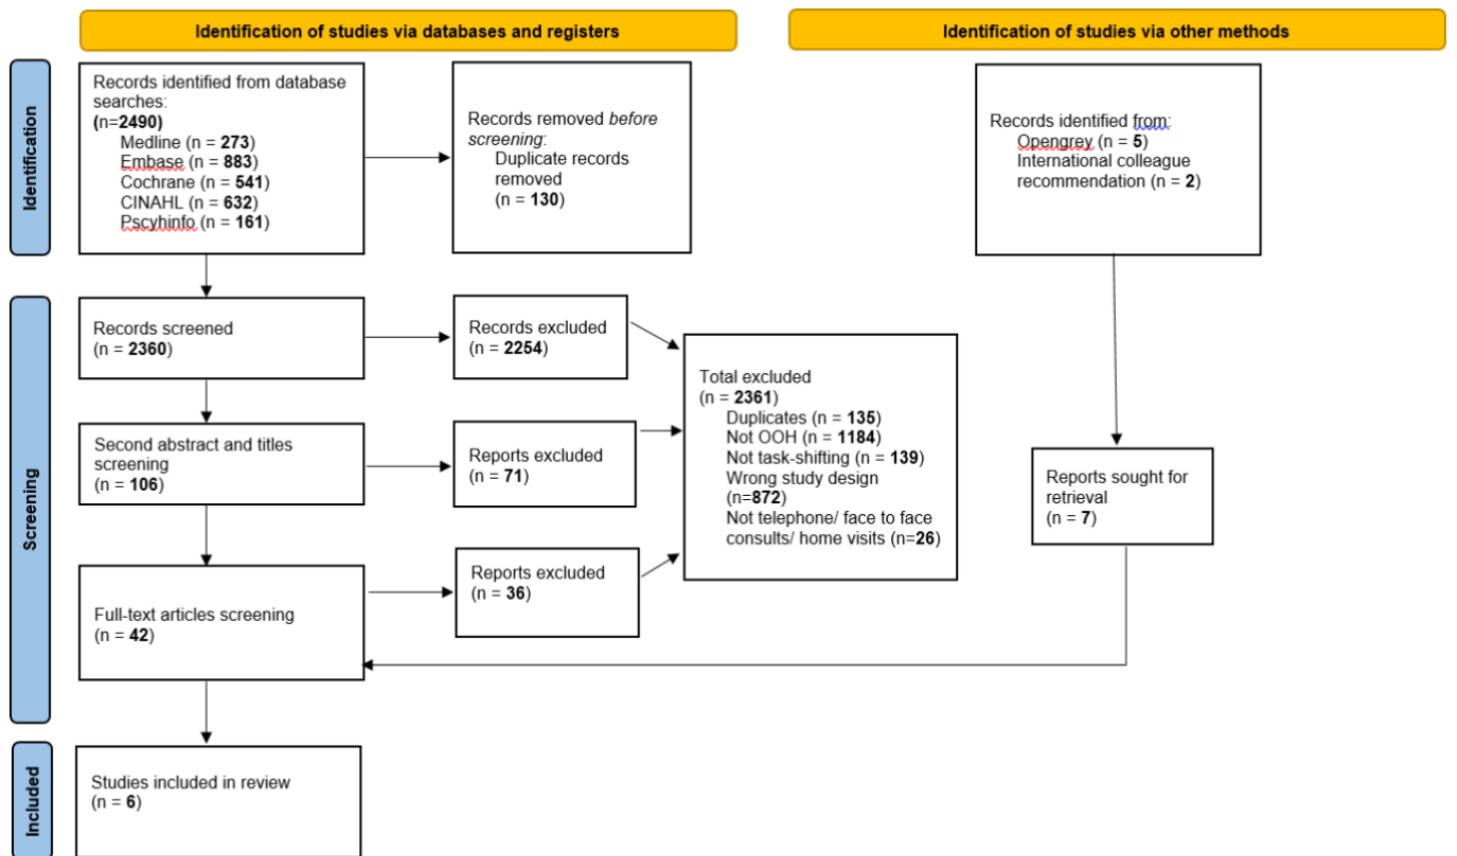 Identification of studies via databases and registers
Identification of studies via other methods
Identification
Records identified from database
searches:
(n=2490)
Medline (n = 273)
Embase (n = 883)
Cochrane (n = 541)
CINAHL (n = 632)
Pscyhinfo (n = 161)
Records removed before
screening:
Duplicate records
removed
(n = 130)
Records identified from:
Opengrey (n = 5)
International colleague
recommendation (n = 2)
Screening
Records screened
(n = 2360)
Records excluded
(n = 2254)
Second abstract and titles
screening
(n = 106)
Reports excluded
(n = 71)
Full-text articles screening
(n = 42)
Reports excluded
(n = 36)
Total excluded
(n = 2361)
Duplicates (n = 135)
Not OOH (n = 1184)
Not task-shifting (n = 139)
Wrong study design
(n=872)
Not telephone/ face to face
consults/ home visits (n=26)
Reports sought for
retrieval
(n = 7)
Included
Studies included in review
(n = 6)